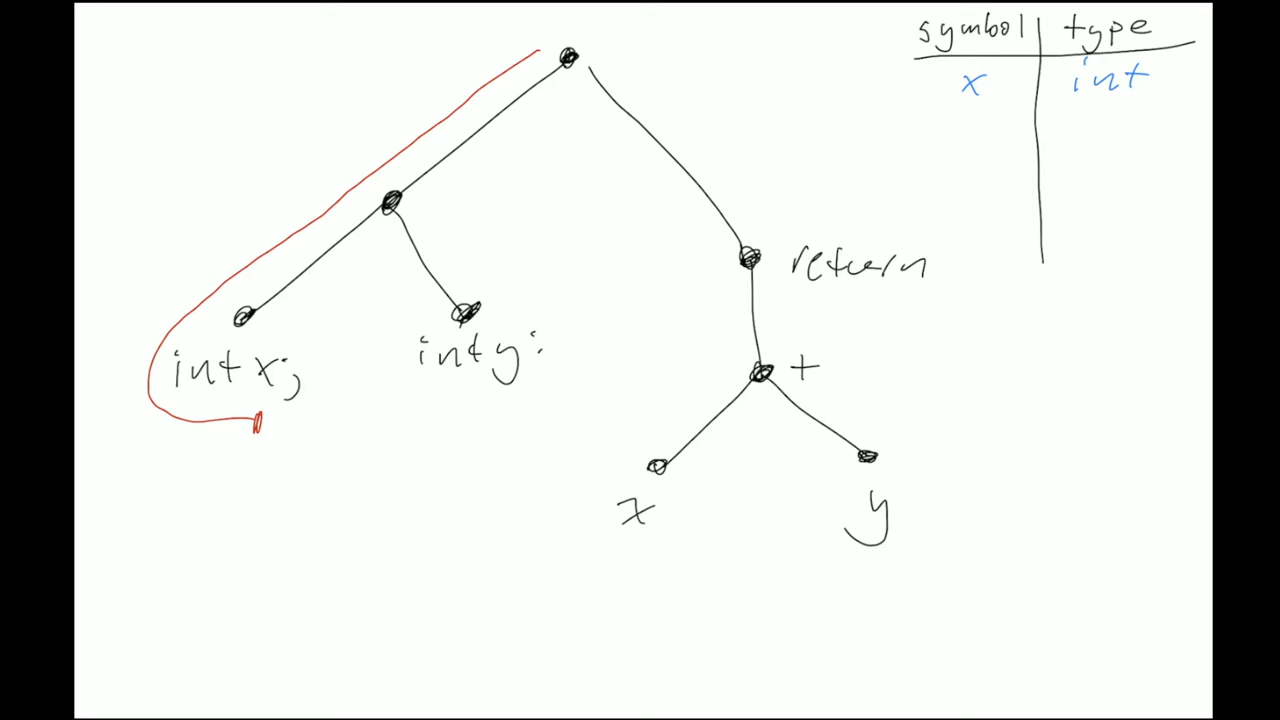 symbol type
x int
return
int x;
int y:
+
x
y